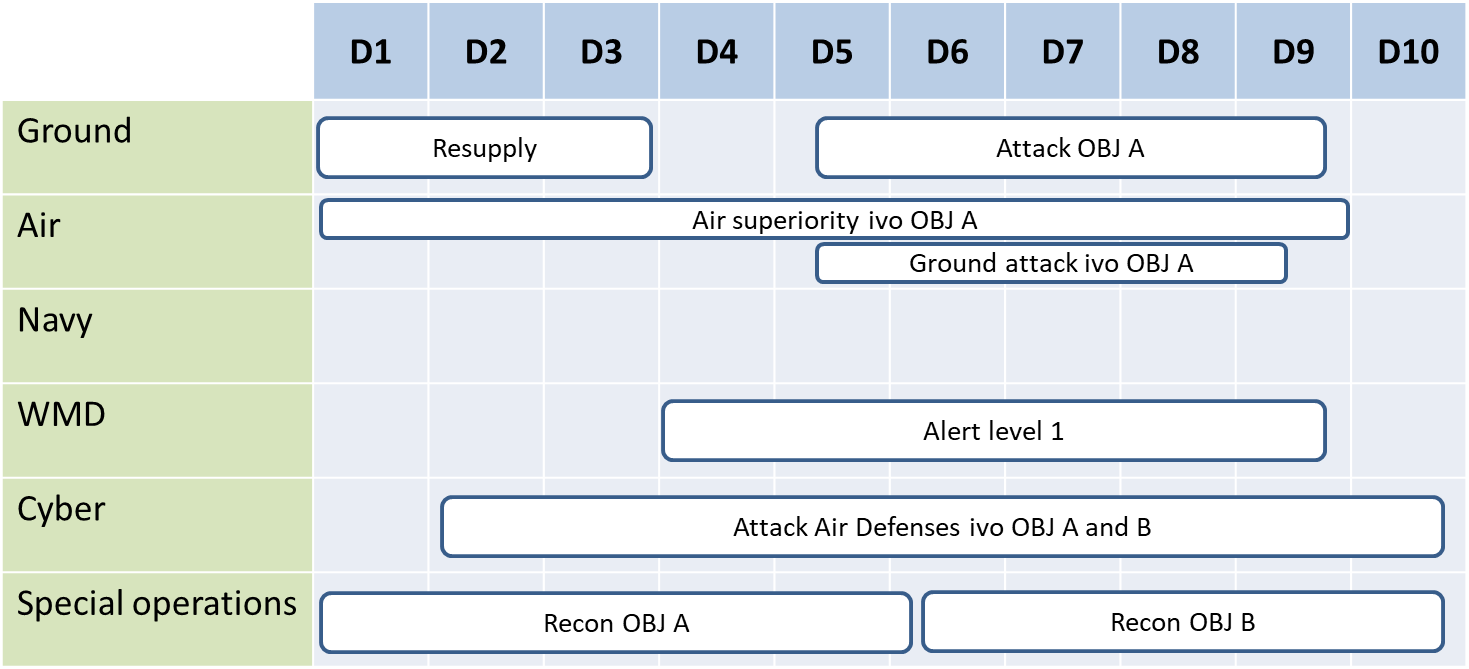 D1 D2 D3 D4 D5 D6 D7 D8 D9 D10
Ground
Resupply
Attack OBJ A
Air
Air superiority ivo OBJ A
Ground attack ivo OBJ A
Navy
WMD
Alert level 1
Cyber
Attack Air Defenses ivo OBJ A and B
Special operations
Recon OBJ A
Recon OBJ B